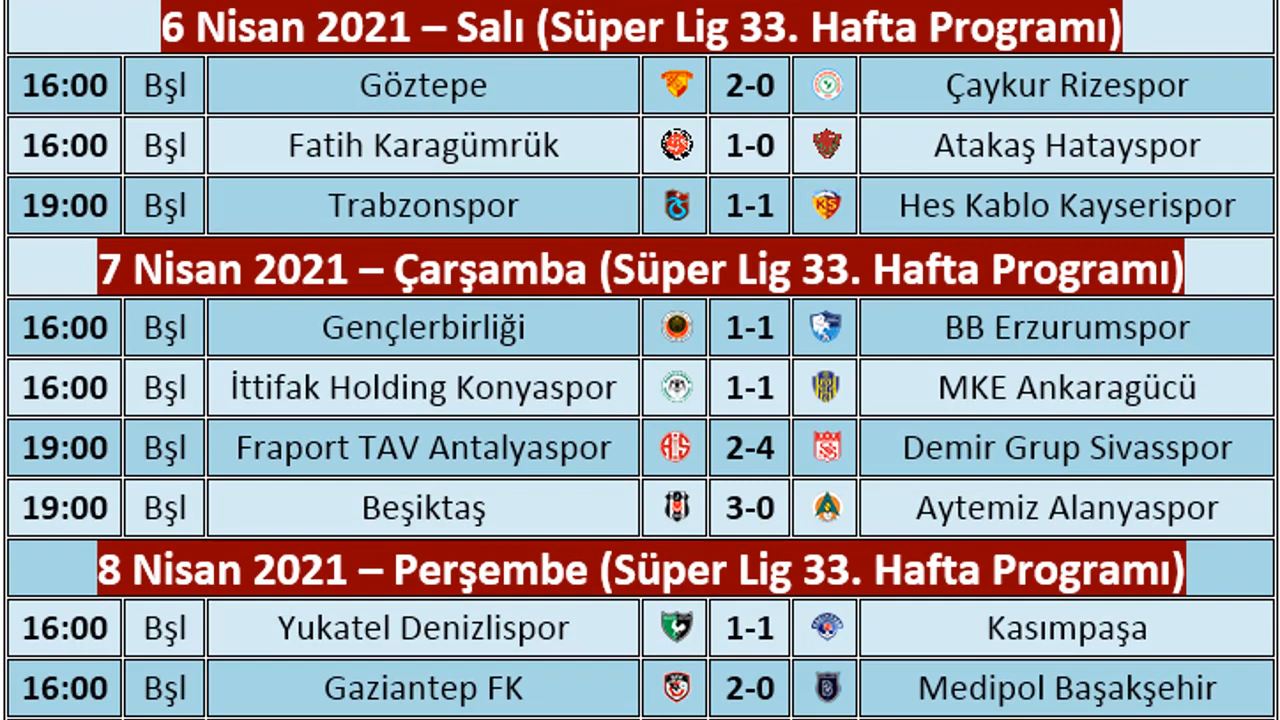 6 Nisan 2021 – Salı (Süper Lig 33. Hafta Programı)
16:00 Bşl Göztepe 2-0 Çaykur Rizespor
16:00 Bşl Fatih Karagümrük 1-0 Atakaş Hatayspor
19:00 Bşl Trabzonspor 1-1 Hes Kablo Kayserispor
7 Nisan 2021 – Çarşamba (Süper Lig 33. Hafta Programı)
16:00 Bşl Gençlerbirliği 1-1 BB Erzurumspor
16:00 Bşl İttifak Holding Konyaspor 1-1 MKE Ankaragücü
19:00 Bşl Fraport TAV Antalyaspor 2-4 Demir Grup Sivasspor
19:00 Bşl Beşiktaş 3-0 Aytemiz Alanyaspor
8 Nisan 2021 – Perşembe (Süper Lig 33. Hafta Programı)
16:00 Bşl Yukatel Denizlispor 1-1 Kasımpaşa
16:00 Bşl Gaziantep FK 2-0 Medipol Başakşehir